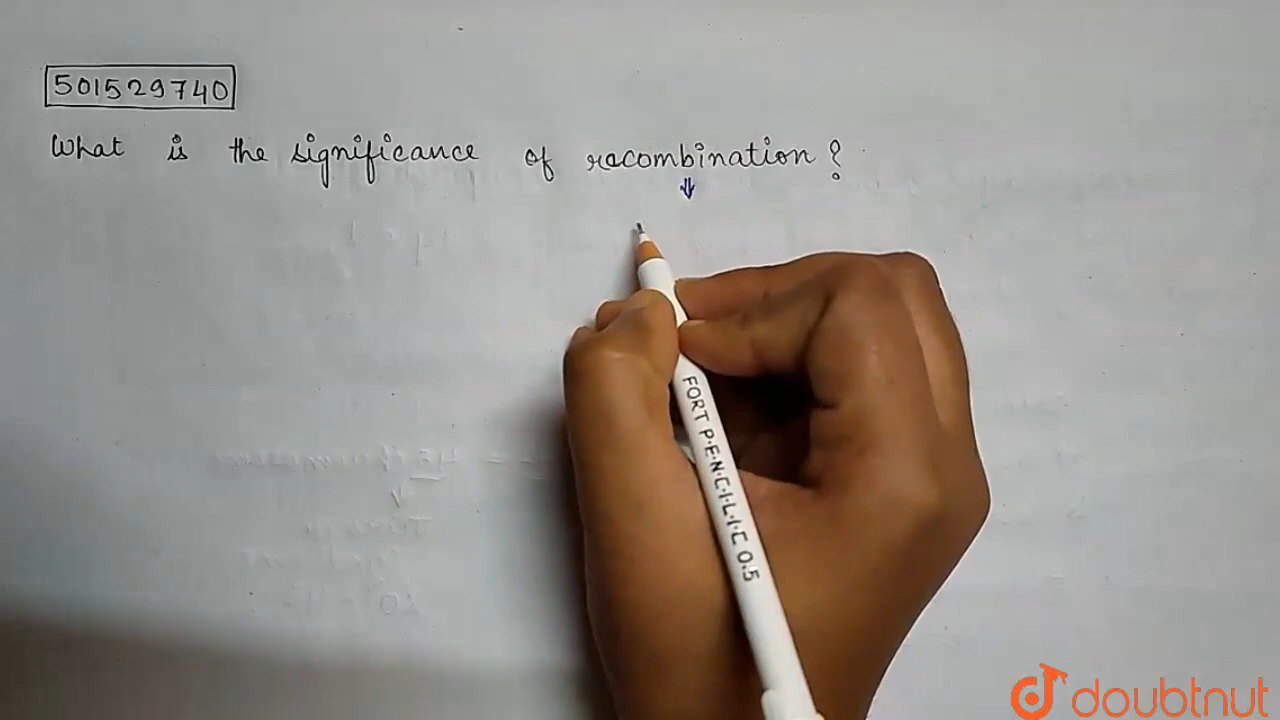 501529740
What is the significance of recombination?
FORT P.E.N.C.I.L.I.C 0.5
doubtnut